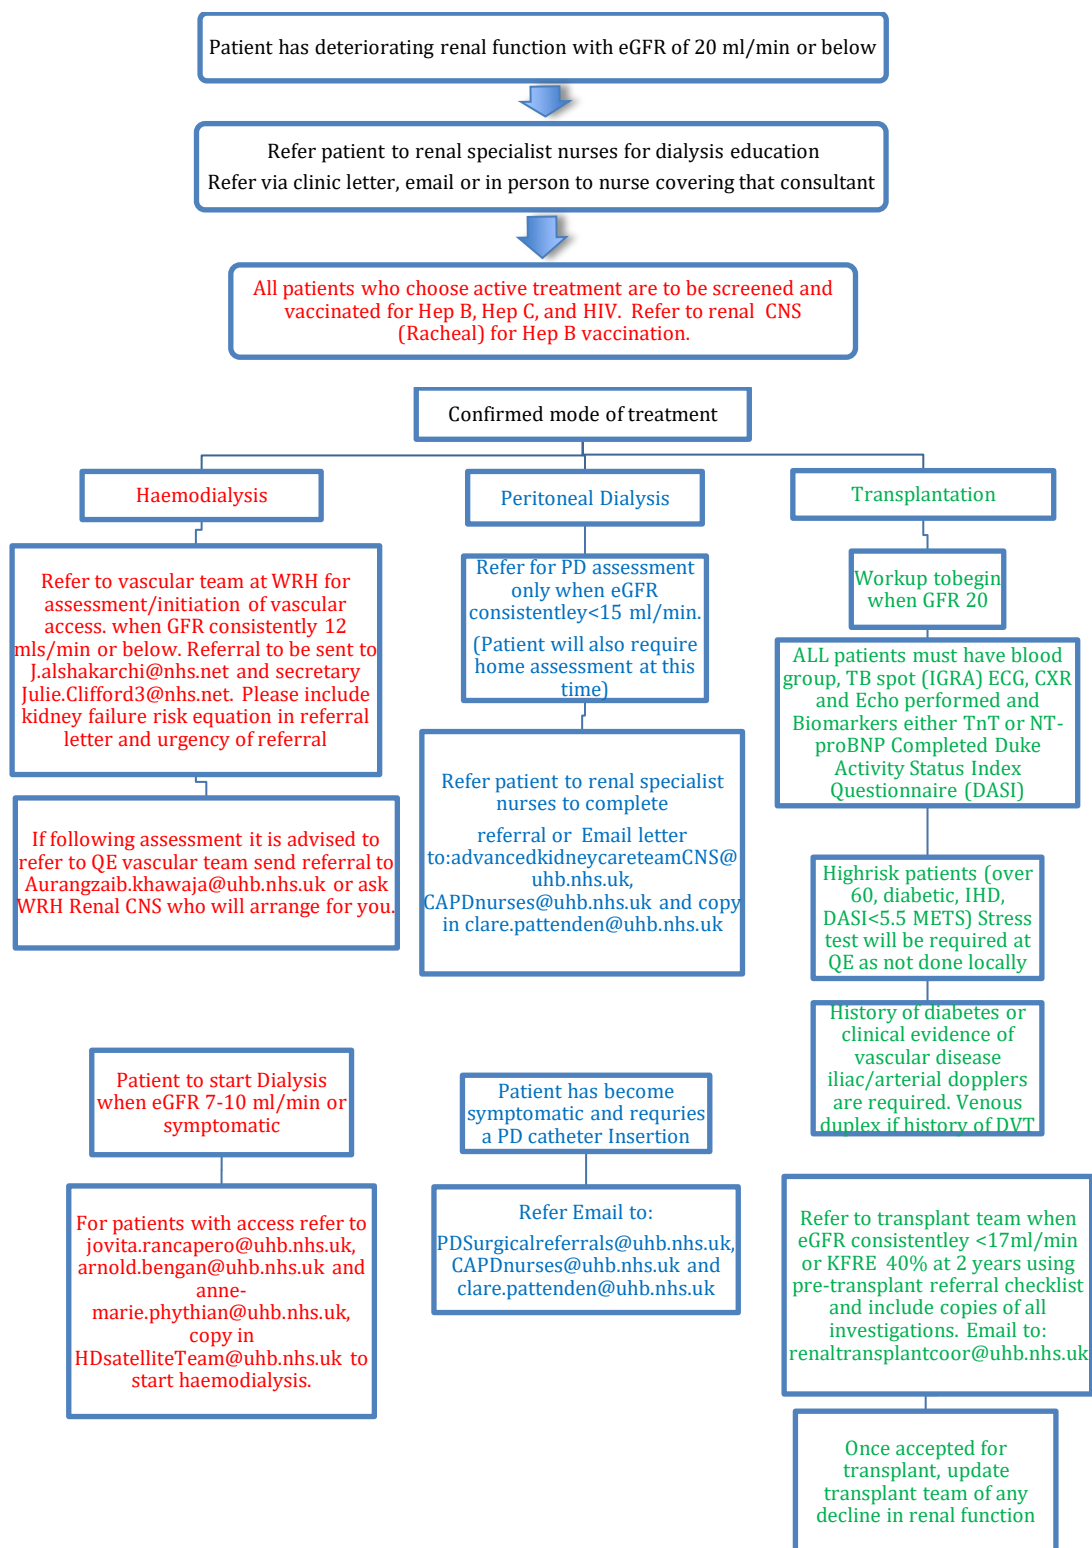 Patient has deteriorating renal function with eGFR of 20 ml/min or below
Refer patient to renal specialist nurses for dialysis education
Refer via clinic letter, email or in person to nurse covering that consultant
All patients who choose active treatment are to be screened and
vaccinated for Hep B, Hep C, and HIV. Refer to renal CNS
(Racheal) for Hep B vaccination.
Confirmed mode of treatment
Haemodialysis
Refer to vascular team at WRH for
assessment/initiation of vascular
access. when GFR consistently 12
mls/min or below. Referral to be sent to
J.alshakarchi@nhs.net and secretary
Julie.Clifford3@nhs.net. Please include
kidney failure risk equation in referral
letter and urgency of referral
If following assessment it is advised to
refer to QE vascular team send referral to
Aurangzaib.khawaja@uhb.nhs.uk or ask
WRH Renal CNS who will arrange for you.
Patient to start Dialysis
when eGFR 7-10 ml/min or
symptomatic
For patients with access refer to
jovita.rancapero@uhb.nhs.uk,
arnold.bengan@uhb.nhs.uk and
anne-
marie.phythian@uhb.nhs.uk,
copy in
HDsatelliteTeam@uhb.nhs.uk to
start haemodialysis.
Peritoneal Dialysis
Refer for PD assessment
only when eGFR
consistentley<15 ml/min.
(Patient will also require
home assessment at this
time)
Refer patient to renal specialist
nurses to complete
referral or Email letter
to:advancedkidneycareteamCNS@
uhb.nhs.uk,
CAPDnurses@uhb.nhs.uk and copy
in clare.pattenden@uhb.nhs.uk
Patient has become
symptomatic and requries
a PD catheter Insertion
Refer Email to:
PDSurgicalreferrals@uhb.nhs.uk,
CAPDnurses@uhb.nhs.uk and
clare.pattenden@uhb.nhs.uk
Transplantation
Workup tobegin
when GFR 20
ALL patients must have blood
group, TB spot (IGRA) ECG, CXR
and Echo performed and
Biomarkers either TnT or NT-
proBNP Completed Duke
Activity Status Index
Questionnaire (DASI)
Highrisk patients (over
60, diabetic, IHD,
DASI<5.5 METS) Stress
test will be required at
QE as not done locally
History of diabetes or
clinical evidence of
vascular disease
iliac/arterial dopplers
are required. Venous
duplex if history of DVT
Refer to transplant team when
eGFR consistentley <17ml/min
or KFRE 40% at 2 years using
pre-transplant referral checklist
and include copies of all
investigations. Email to:
renaltransplantcoor@uhb.nhs.uk
Once accepted for
transplant, update
transplant team of any
decline in renal function